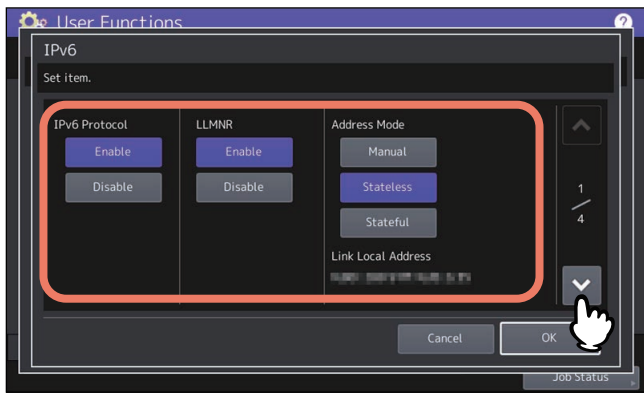 User Functions
?
IPv6
Set item.
IPv6 Protocol
Enable
Disable
LLMNR
Enable
Disable
Address Mode
Manual
Stateless
Stateful
Link Local Address
1
4
Cancel
OK
Job Status